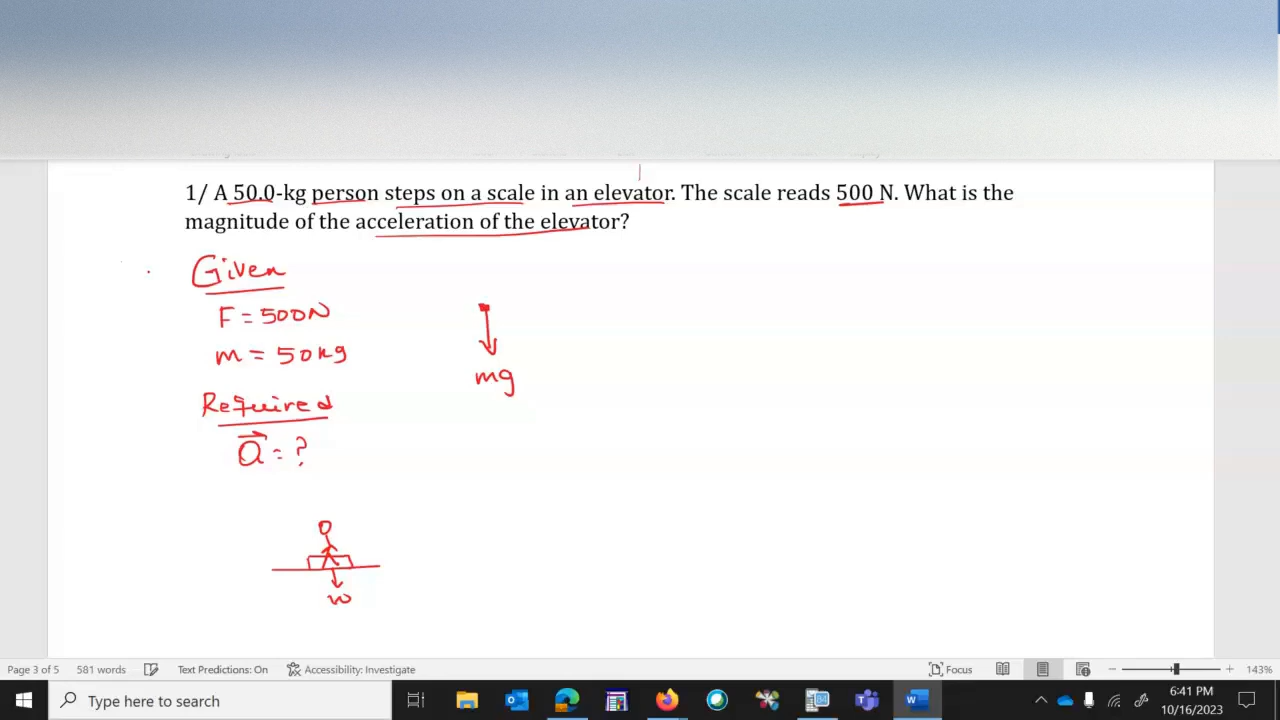 1/ A 50.0-kg person steps on a scale in an elevator. The scale reads 500 N. What is the
magnitude of the acceleration of the elevator?
Given
F = 500N
m = 50kg
mg
Required
a = ?
w
Page 3 of 5 581 words Text Predictions: On Accessibility: Investigate Focus 143%
Type here to search
6:41 PM
10/16/2023